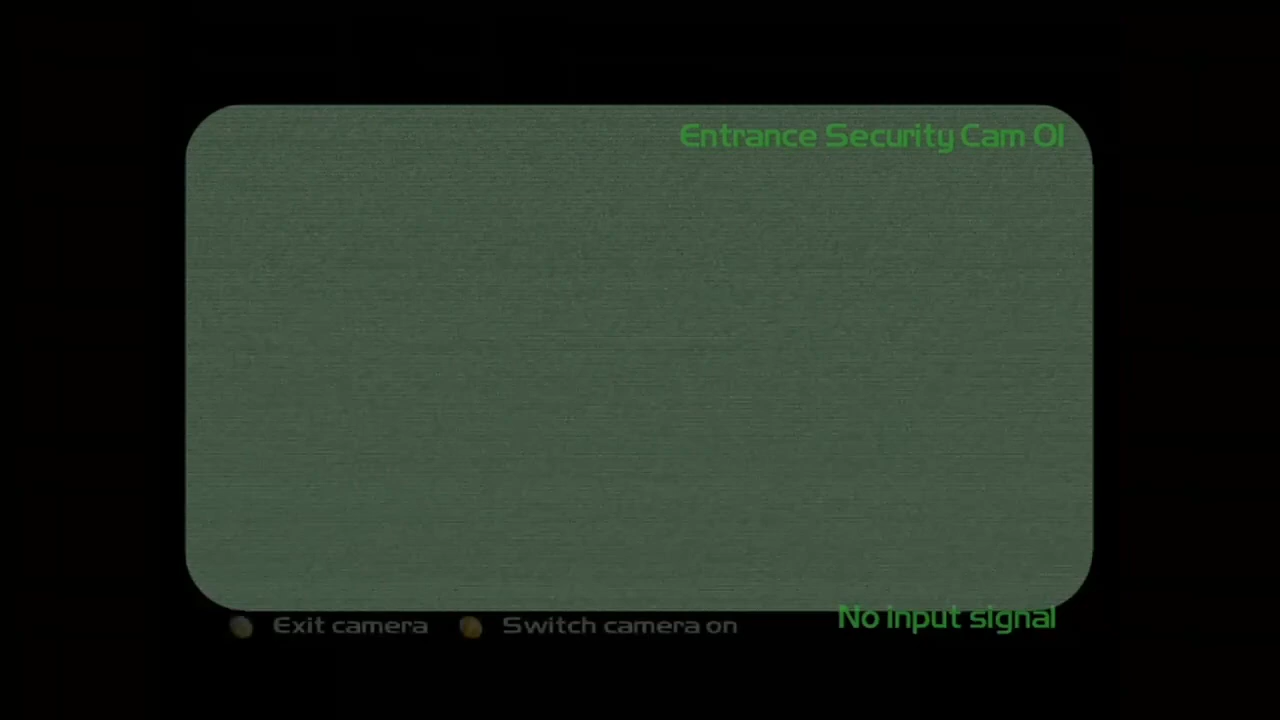 Entrance Security Cam 01
Exit camera
Switch camera on
No input signal